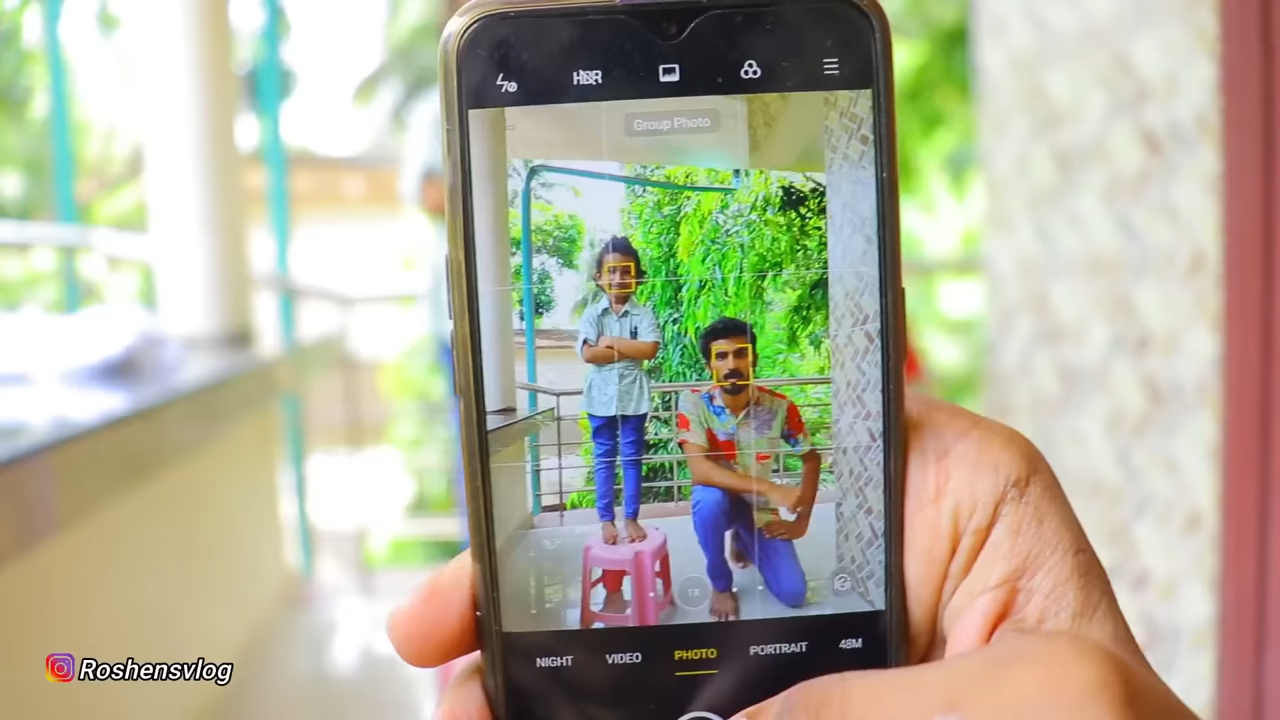 HDR
Group Photo
1X
NIGHT VIDEO PHOTO PORTRAIT 48M
Roshensvlog